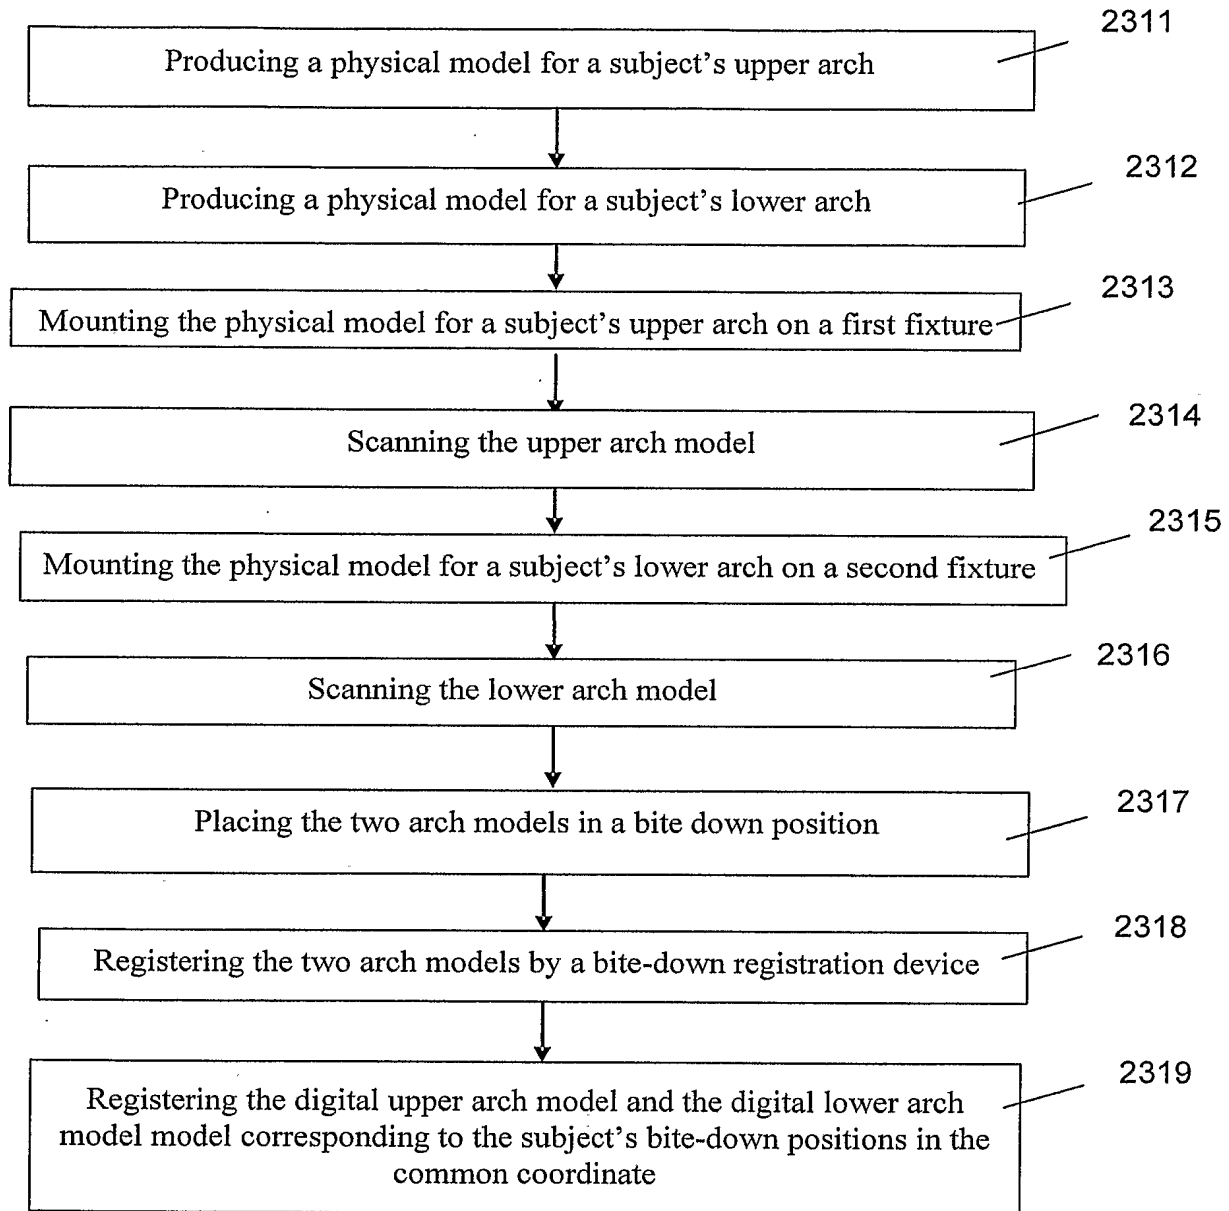 2311
Producing a physical model for a subject's upper arch
2312
Producing a physical model for a subject's lower arch
2313
Mounting the physical model for a subject's upper arch on a first fixture
2314
Scanning the upper arch model
2315
Mounting the physical model for a subject's lower arch on a second fixture
2316
Scanning the lower arch model
2317
Placing the two arch models in a bite down position
2318
Registering the two arch models by a bite-down registration device
2319
Registering the digital upper arch model and the digital lower arch
model model corresponding to the subject's bite-down positions in the
common coordinate